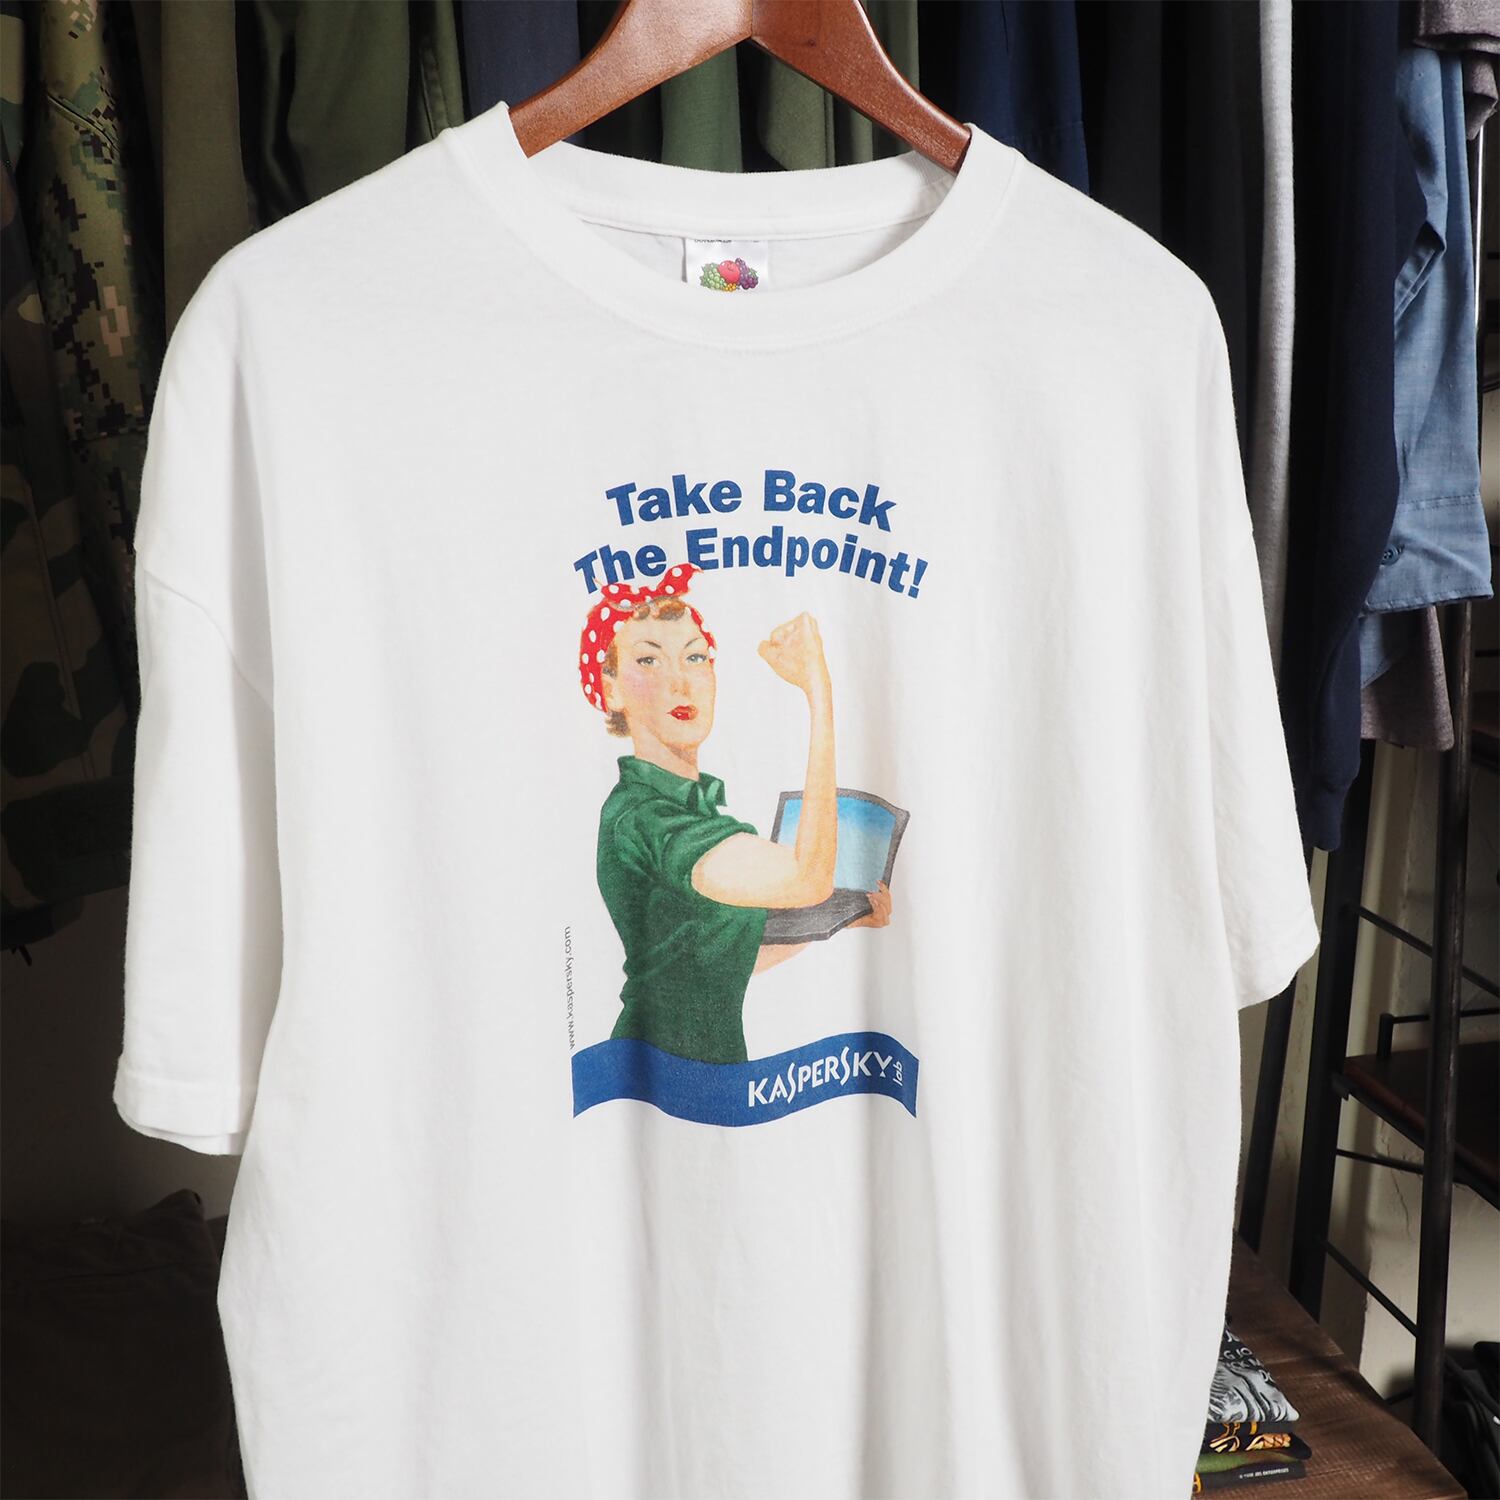 Take Back
The Endpoint!
www.kaspersky.com
KASPERSKY lab